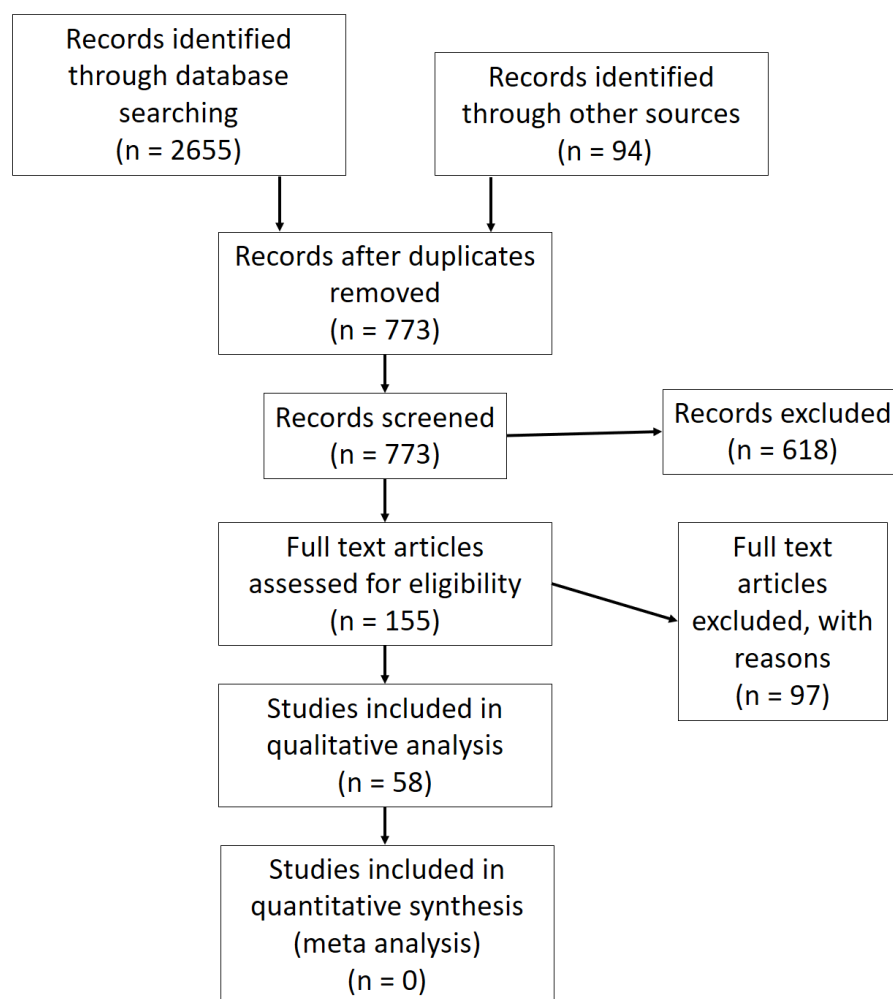 Records identified
through database
searching
(n = 2655)
Records identified
through other sources
(n = 94)
Records after duplicates
removed
(n = 773)
Records screened
(n = 773)
Records excluded
(n = 618)
Full text articles
assessed for eligibility
(n = 155)
Full text
articles
excluded, with
reasons
(n = 97)
Studies included in
qualitative analysis
(n = 58)
Studies included in
quantitative synthesis
(meta analysis)
(n = 0)